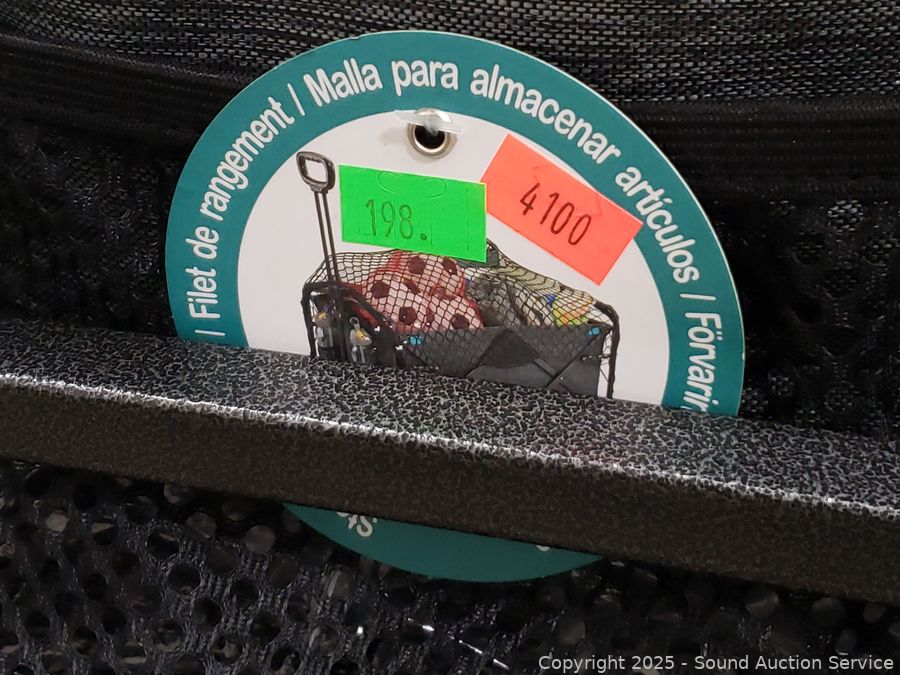 | Filet de rangement | Malla para almacenar artículos | Förvarin
198.
4100
Copyright © 2025 - Sound Auction Service